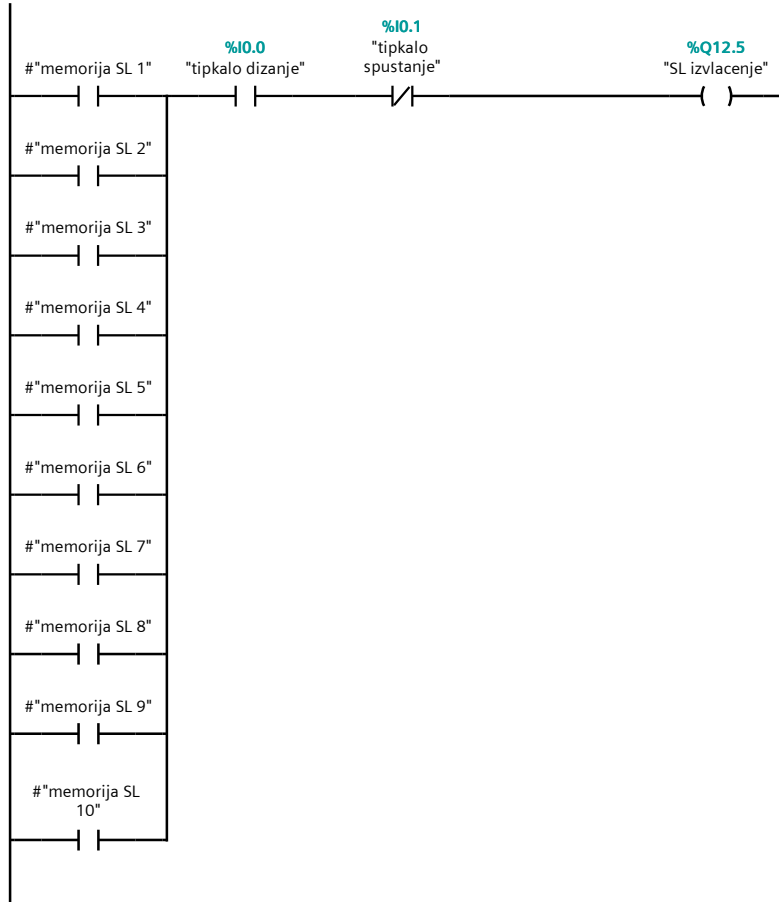 #"memorija SL 1"
%I0.0
"tipkalo dizanje"
%I0.1
"tipkalo
spustanje"
%Q12.5
"SL izvlacenje"
#"memorija SL 2"
#"memorija SL 3"
#"memorija SL 4"
#"memorija SL 5"
#"memorija SL 6"
#"memorija SL 7"
#"memorija SL 8"
#"memorija SL 9"
#"memorija SL
10"